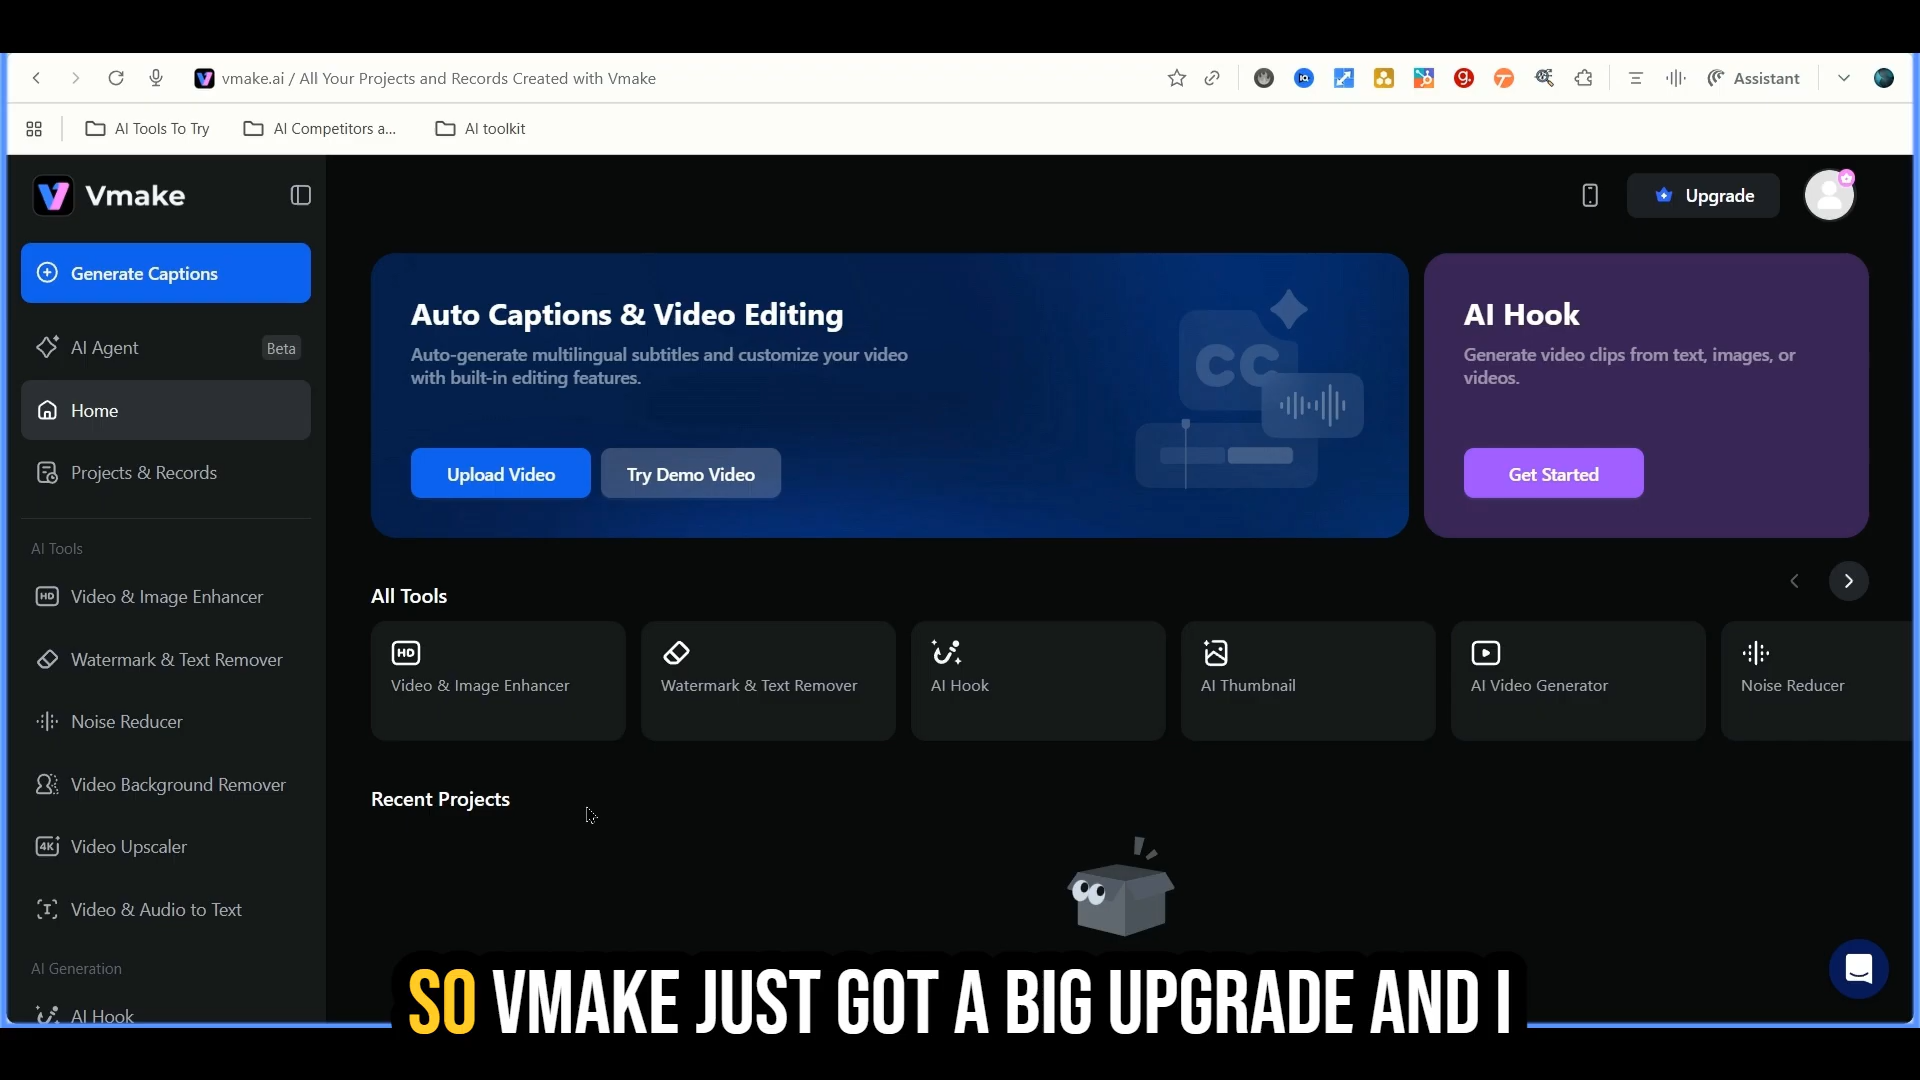 vmake.ai / All Your Projects and Records Created with Vmake
Assistant
AI Tools To Try
AI Competitors a...
AI toolkit
Vmake
Upgrade
Generate Captions
AI Agent
Beta
Home
Projects & Records
AI Tools
Video & Image Enhancer
Watermark & Text Remover
Noise Reducer
Video Background Remover
Video Upscaler
Video & Audio to Text
AI Generation
AI Hook
Auto Captions & Video Editing
Auto-generate multilingual subtitles and customize your video
with built-in editing features.
Upload Video
Try Demo Video
CC
AI Hook
Generate video clips from text, images, or
videos.
Get Started
All Tools
HD
Video & Image Enhancer
Watermark & Text Remover
AI Hook
AI Thumbnail
AI Video Generator
Noise Reducer
Recent Projects
SO VMAKE JUST GOT A BIG UPGRADE AND I